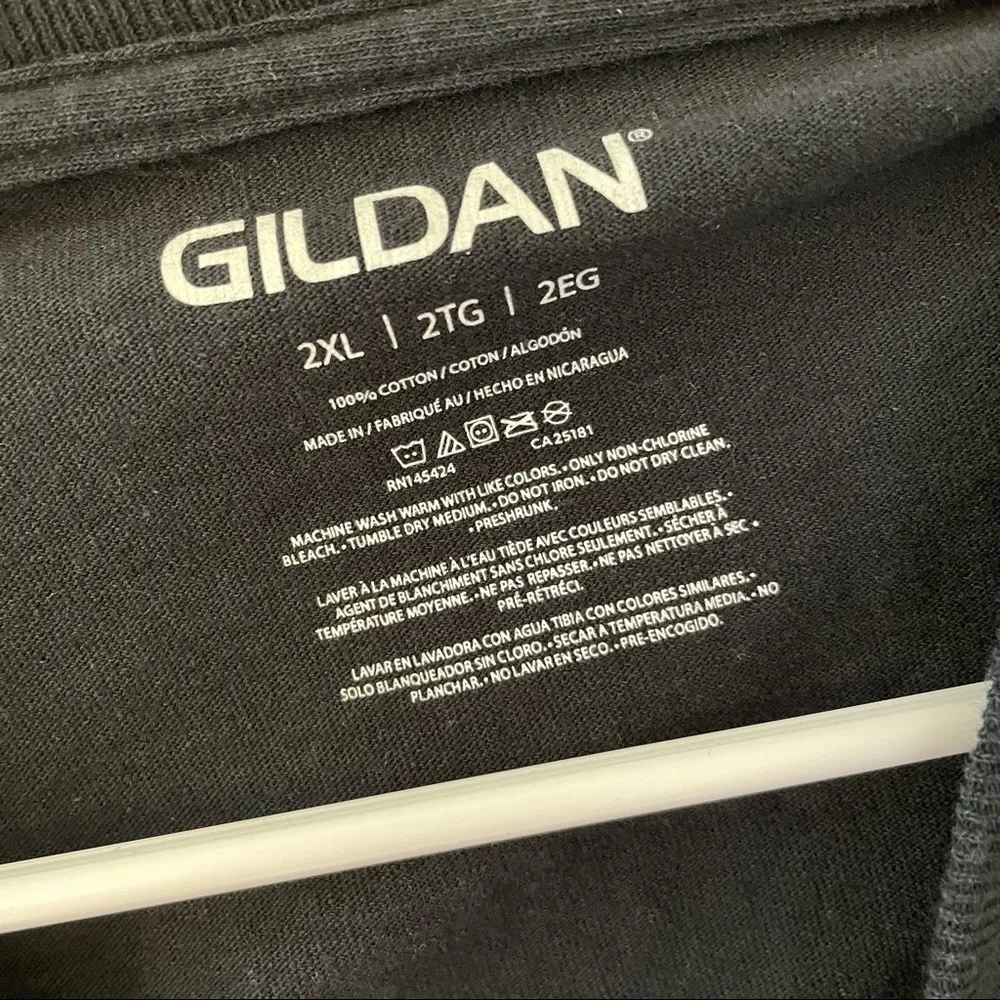 GILDAN®
2XL | 2TG | 2EG
100% COTTON / COTON / ALGODÓN
MADE IN / FABRIQUÉ AU / HECHO EN NICARAGUA
RN145424 CA 25181
MACHINE WASH WARM WITH LIKE COLORS. • ONLY NON-CHLORINE
BLEACH. • TUMBLE DRY MEDIUM. • DO NOT IRON. • DO NOT DRY CLEAN.
• PRESHRUNK.
LAVER À LA MACHINE À L'EAU TIÈDE AVEC COULEURS SEMBLABLES. •
AGENT DE BLANCHIMENT SANS CHLORE SEULEMENT. • SÉCHER À
TEMPÉRATURE MOYENNE. • NE PAS REPASSER. • NE PAS NETTOYER À SEC •
PRÉ-RÉTRÉCI.
LAVAR EN LAVADORA CON AGUA TIBIA CON COLORES SIMILARES. •
SOLO BLANQUEADOR SIN CLORO. • SECAR A TEMPERATURA MEDIA. • NO
PLANCHAR. • NO LAVAR EN SECO. • PRE-ENCOGIDO.